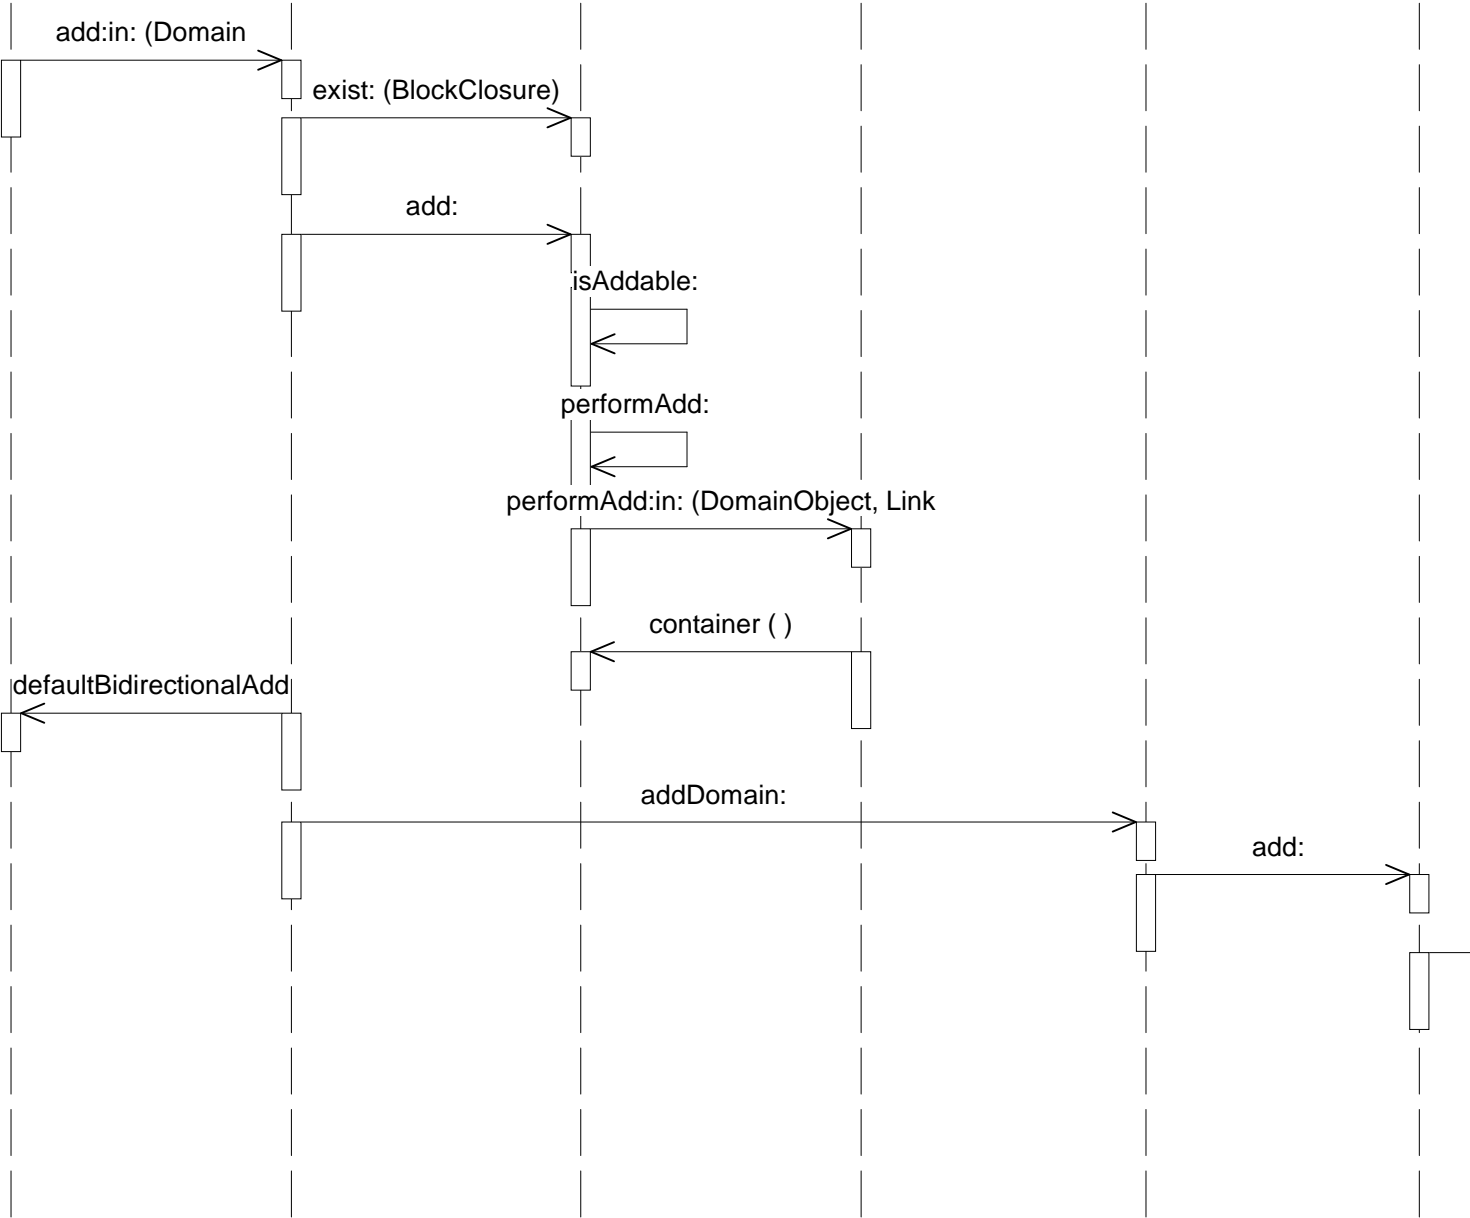 add:in: (Domain
exist: (BlockClosure)
add:
isAddable:
performAdd:
performAdd:in: (DomainObject, Link
container ( )
defaultBidirectionalAdd
addDomain:
add: